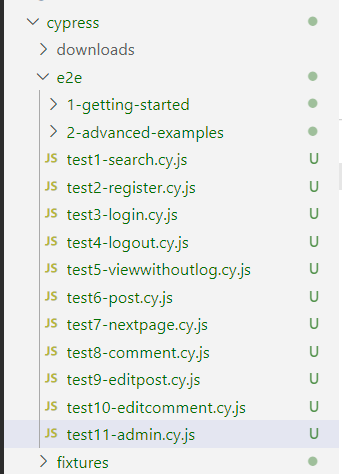 cypress
downloads
e2e
1-getting-started
2-advanced-examples
JS test1-search.cy.js U
JS test2-register.cy.js U
JS test3-login.cy.js U
JS test4-logout.cy.js U
JS test5-viewwithoutlog.cy.js U
JS test6-post.cy.js U
JS test7-nextpage.cy.js U
JS test8-comment.cy.js U
JS test9-editpost.cy.js U
JS test10-editcomment.cy.js U
JS test11-admin.cy.js U
fixtures